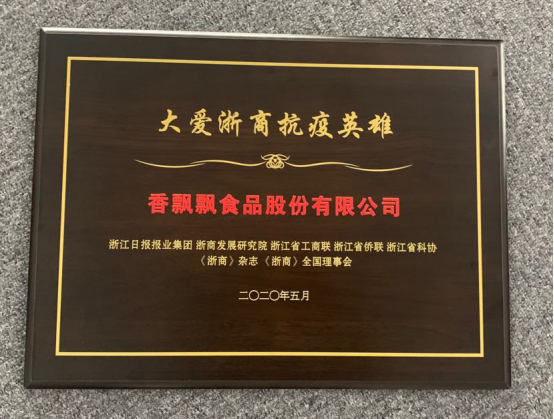 大爱浙商抗疫英雄
香飘飘食品股份有限公司
浙江日报报业集团 浙商发展研究院 浙江省工商联 浙江省侨联 浙江省科协
《浙商》杂志《浙商》全国理事会
二〇二〇年五月